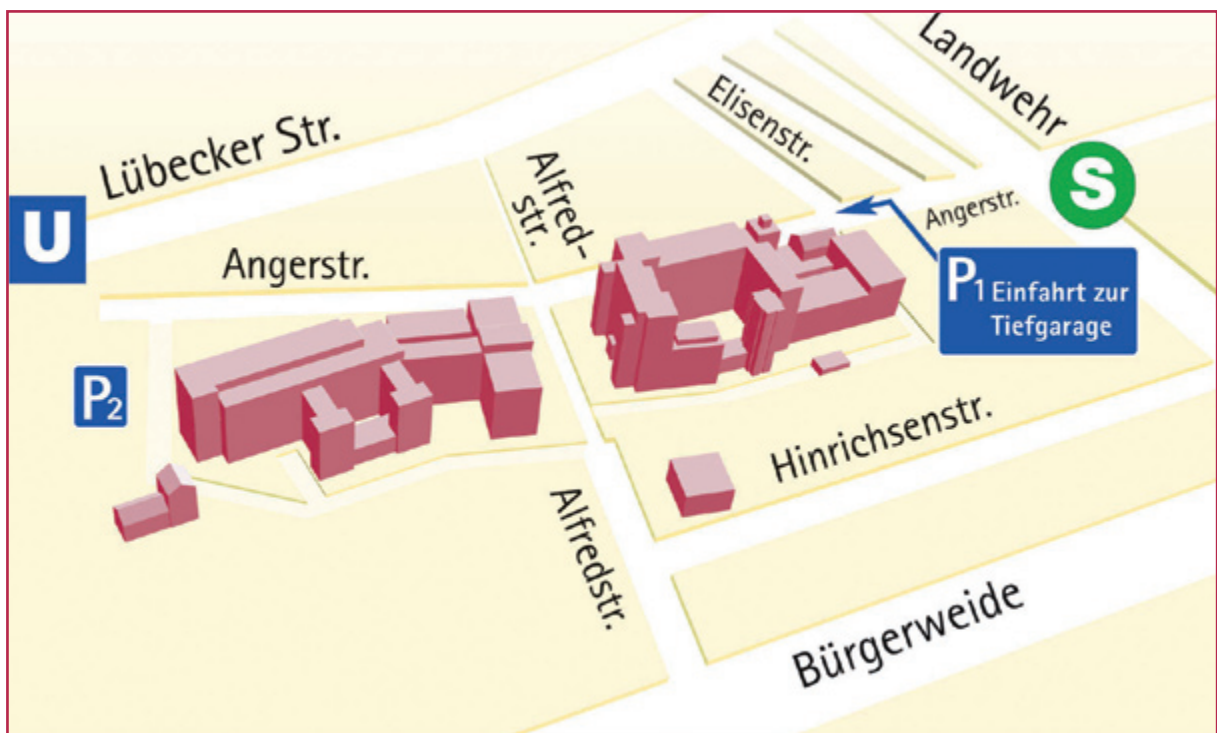 Landwehr
Elisenstr.
Lübecker Str.
Alfred-
str.
S
Angerstr.
U
Angerstr.
P1 Einfahrt zur
Tiefgarage
P2
Hinrichsenstr.
Alfredstr.
Bürgerweide